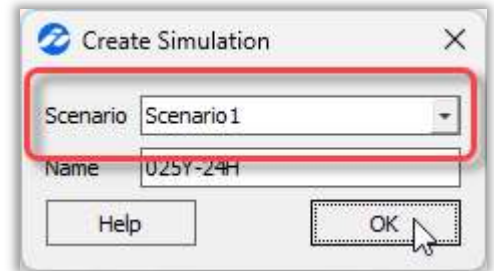 Create Simulation
Scenario Scenario1
Name 025Y-24H
Help OK